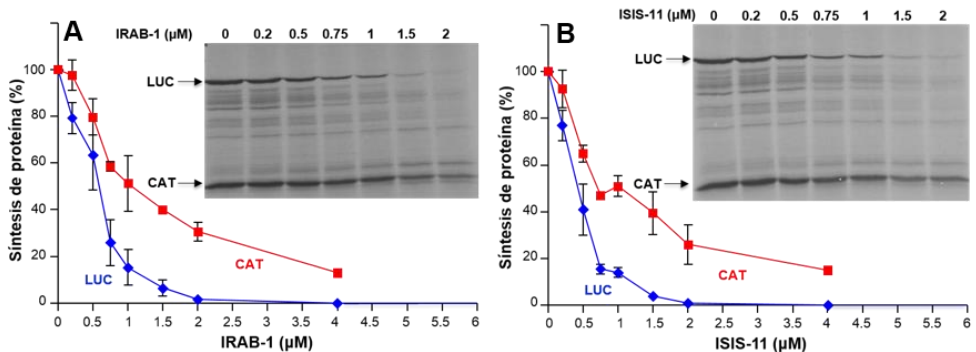 A
IRAB-1 (µM) 0 0.2 0.5 0.75 1 1.5 2
LUC
CAT
Síntesis de proteína (%)
100
80
60
40
20
0
LUC
CAT
0 0.5 1 1.5 2 2.5 3 3.5 4 4.5 5 5.5 6
IRAB-1 (µM)
B
ISIS-11 (µM) 0 0.2 0.5 0.75 1 1.5 2
LUC
CAT
Síntesis de proteína (%)
100
80
60
40
20
0
LUC
CAT
0 0.5 1 1.5 2 2.5 3 3.5 4 4.5 5 5.5 6
ISIS-11 (µM)